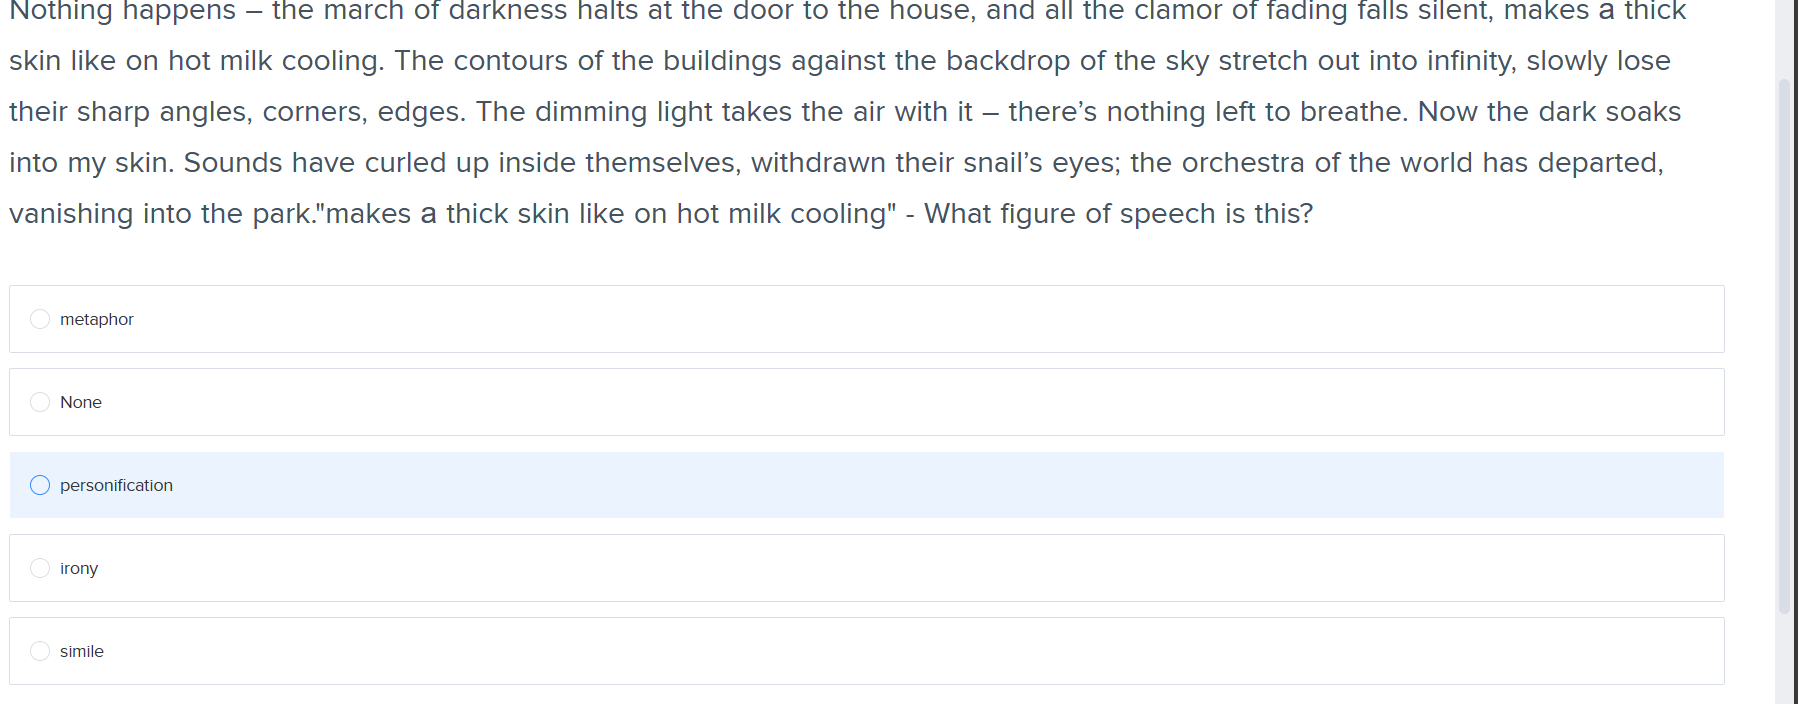 Nothing happens – the march of darkness halts at the door to the house, and all the clamor of fading falls silent, makes a thick
skin like on hot milk cooling. The contours of the buildings against the backdrop of the sky stretch out into infinity, slowly lose
their sharp angles, corners, edges. The dimming light takes the air with it – there’s nothing left to breathe. Now the dark soaks
into my skin. Sounds have curled up inside themselves, withdrawn their snail’s eyes; the orchestra of the world has departed,
vanishing into the park."makes a thick skin like on hot milk cooling" - What figure of speech is this?
metaphor
None
personification
irony
simile